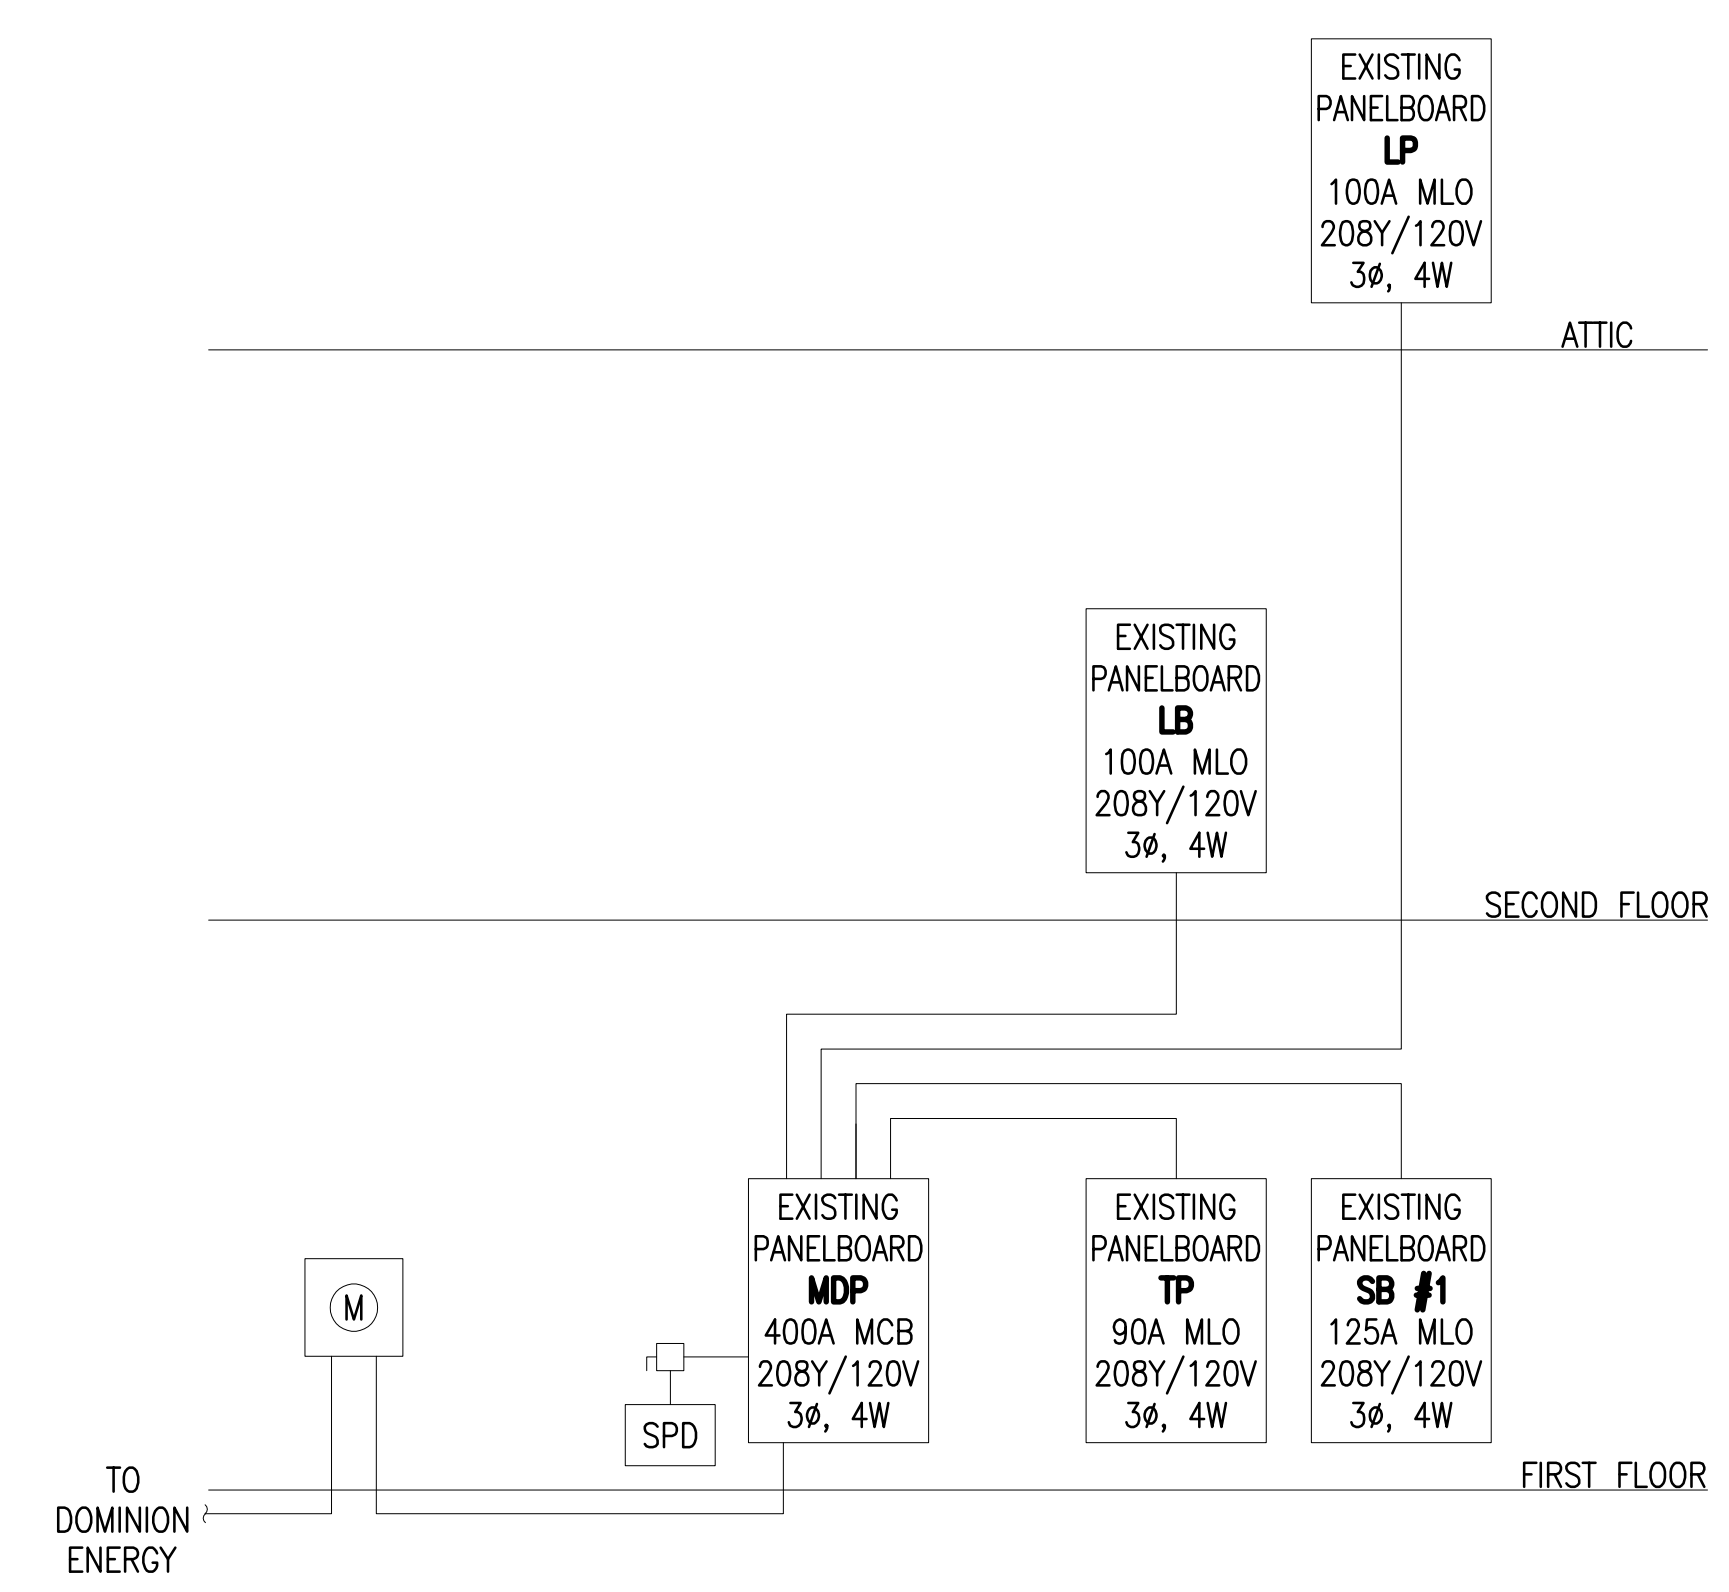 EXISTING
PANELBOARD
LP
100A MLO
208Y/120V
3ø, 4W
ATTIC
EXISTING
PANELBOARD
LB
100A MLO
208Y/120V
3ø, 4W
SECOND FLOOR
EXISTING
PANELBOARD
MDP
400A MCB
208Y/120V
3ø, 4W
EXISTING
PANELBOARD
TP
90A MLO
208Y/120V
3ø, 4W
EXISTING
PANELBOARD
SB #1
125A MLO
208Y/120V
3ø, 4W
M
SPD
FIRST FLOOR
TO
DOMINION
ENERGY